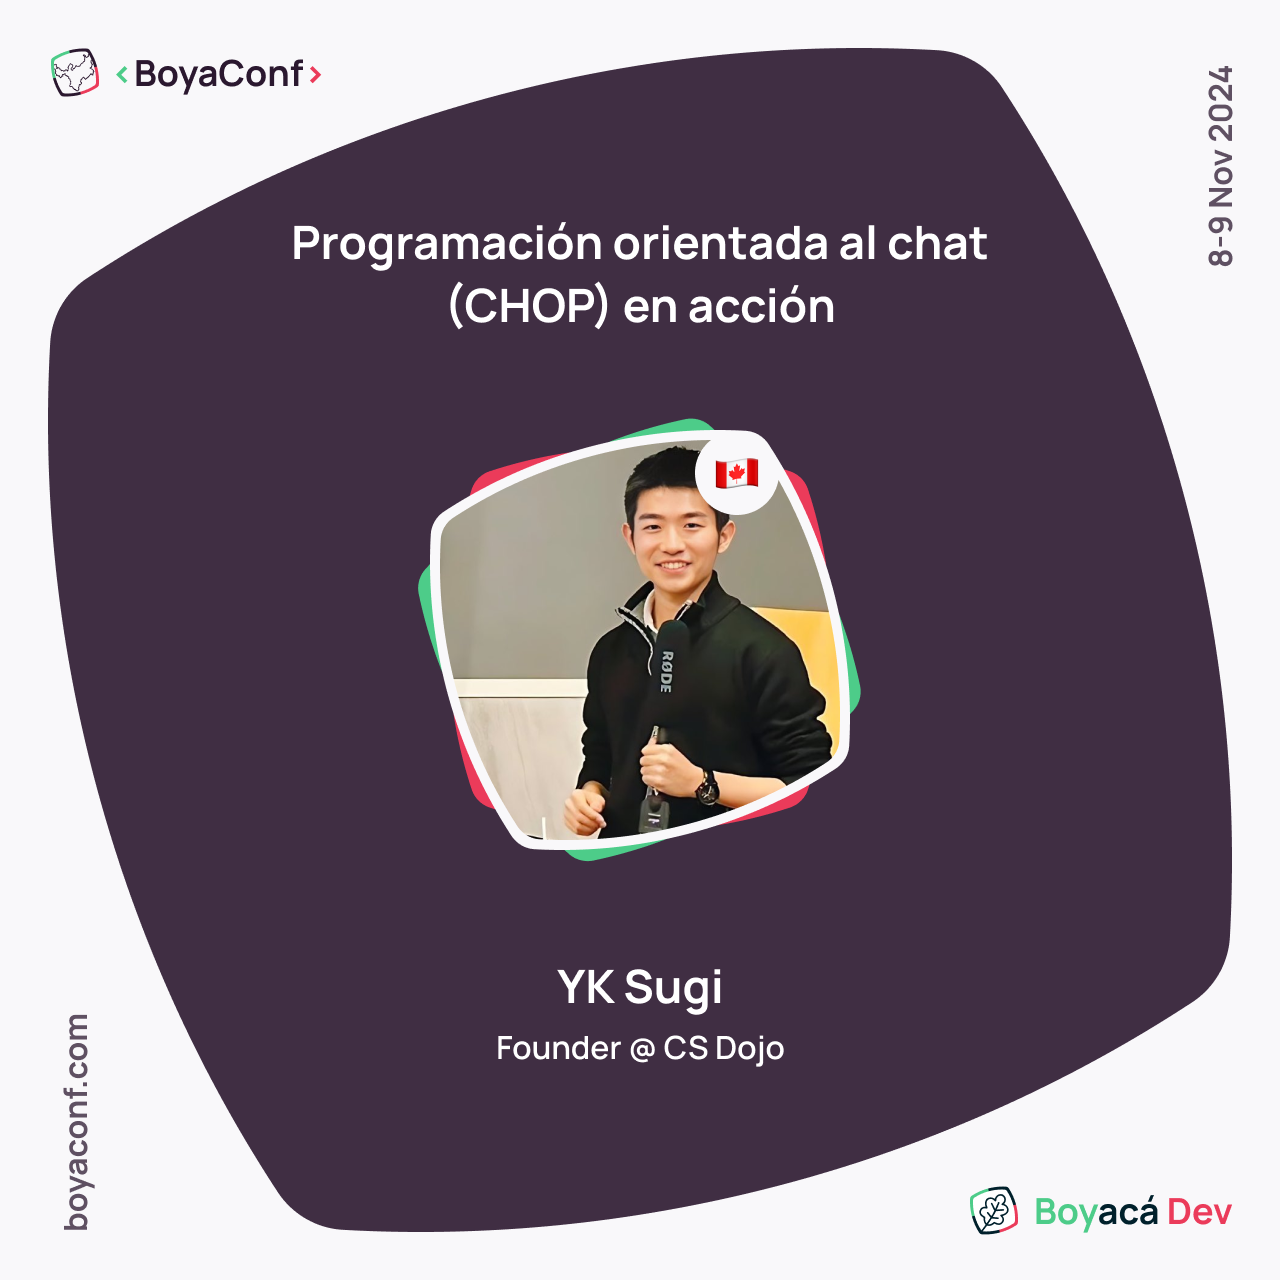 <BoyaConf>
8-9 Nov 2024
Programación orientada al chat
(CHOP) en acción
RØDE
YK Sugi
Founder @ CS Dojo
boyaconf.com
Boyacá Dev